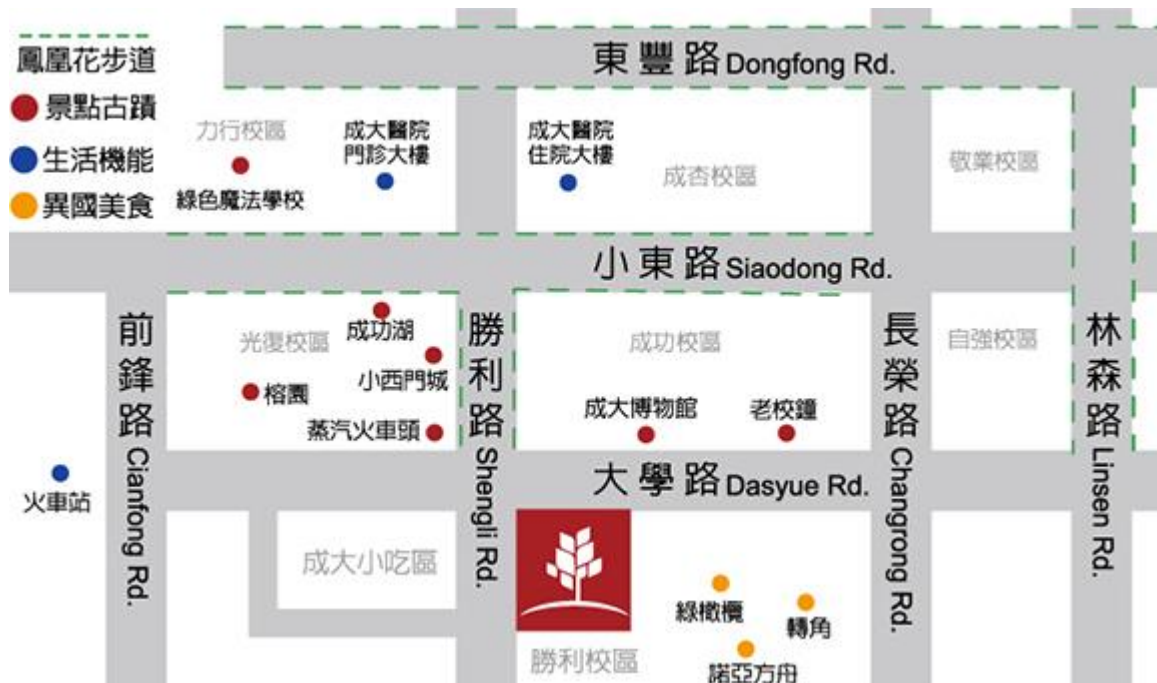 鳳凰花步道
景點古蹟
生活機能
異國美食
東豐路 Dongfong Rd.
力行校區
綠色魔法學校
成大醫院
門診大樓
成大醫院
住院大樓
成杏校區
敬業校區
小東路 Siaodong Rd.
前鋒路 Cianfong Rd.
光復校區
成功湖
小西門城
榕園
蒸汽火車頭
勝利路 Shengli Rd.
成功校區
成大博物館
老校鐘
長榮路 Changrong Rd.
自強校區
林森路 Linsen Rd.
火車站
大學路 Dasyue Rd.
成大小吃區
勝利校區
綠橄欖
轉角
諾亞方舟